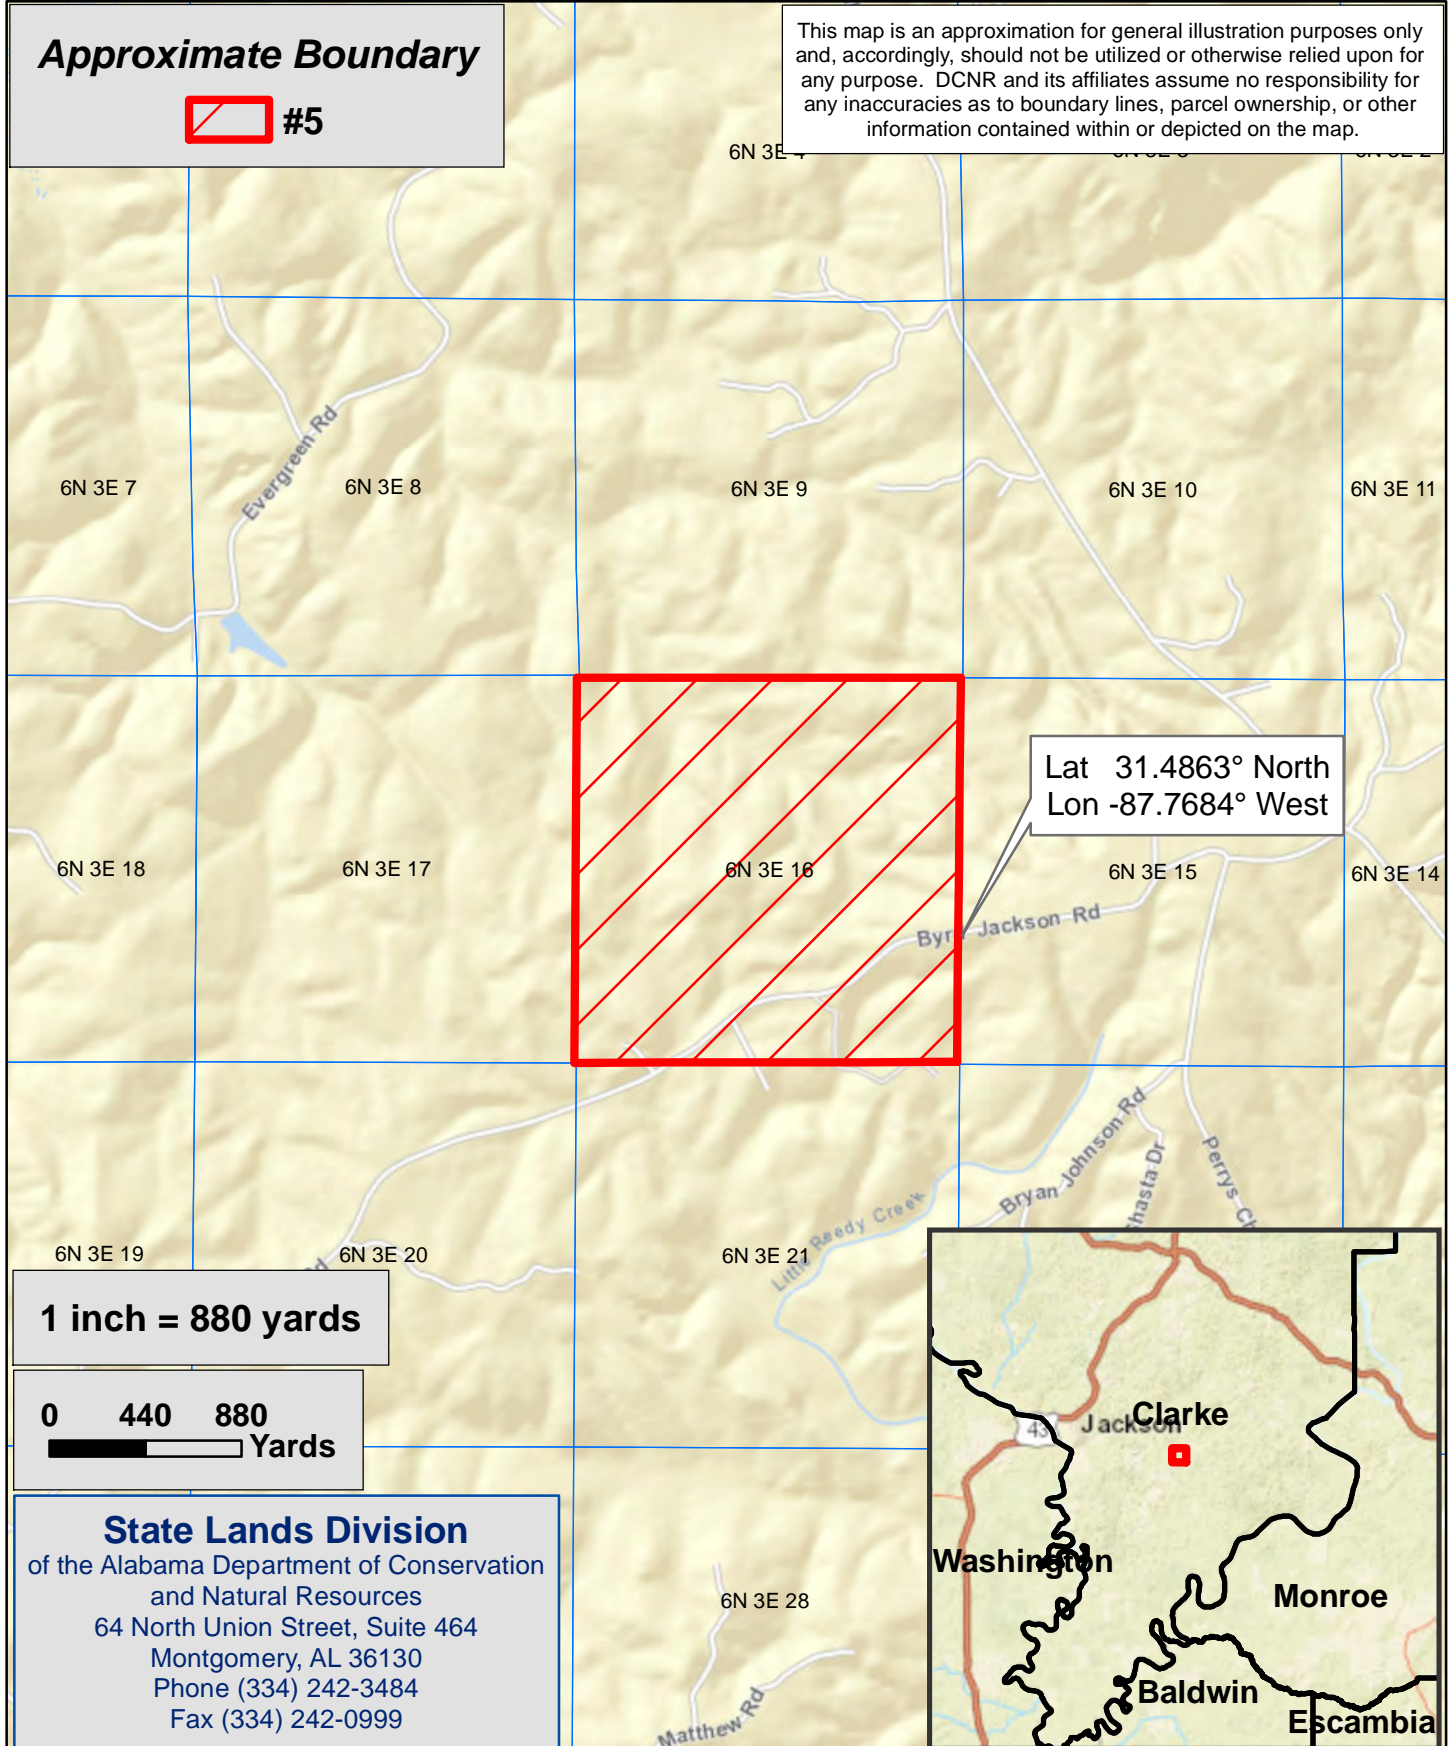 Approximate Boundary
#5
This map is an approximation for general illustration purposes only
and, accordingly, should not be utilized or otherwise relied upon for
any purpose. DCNR and its affiliates assume no responsibility for
any inaccuracies as to boundary lines, parcel ownership, or other
information contained within or depicted on the map.
6N 3E 4
Evergreen Rd
6N 3E 7
6N 3E 8
6N 3E 9
6N 3E 10
6N 3E 11
Lat 31.4863° North
Lon -87.7684° West
6N 3E 18
6N 3E 17
6N 3E 16
6N 3E 15
6N 3E 14
Jackson Rd
Bryan Johnson Rd
Shasta Dr
Perrys
Little Reedy Creek
6N 3E 19
6N 3E 20
6N 3E 21
1 inch = 880 yards
0 440 880
Yards
State Lands Division
of the Alabama Department of Conservation
and Natural Resources
64 North Union Street, Suite 464
Montgomery, AL 36130
Phone (334) 242-3484
Fax (334) 242-0999
6N 3E 28
Matthew Rd
Clarke
43
Jackson
Washington
Monroe
Baldwin
Escambia